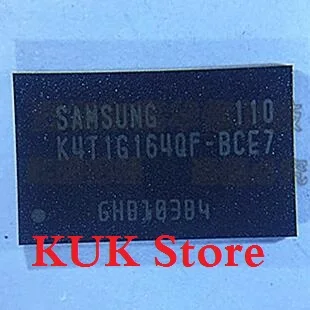 SAMSUNG 110
K4T1G164QF-BCE7
GHB103B4
KUK Store